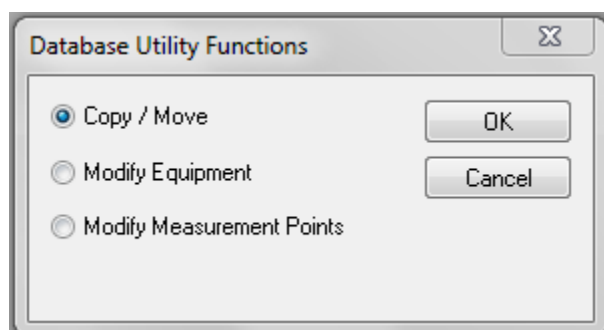 Database Utility Functions
Copy / Move
OK
Modify Equipment
Cancel
Modify Measurement Points